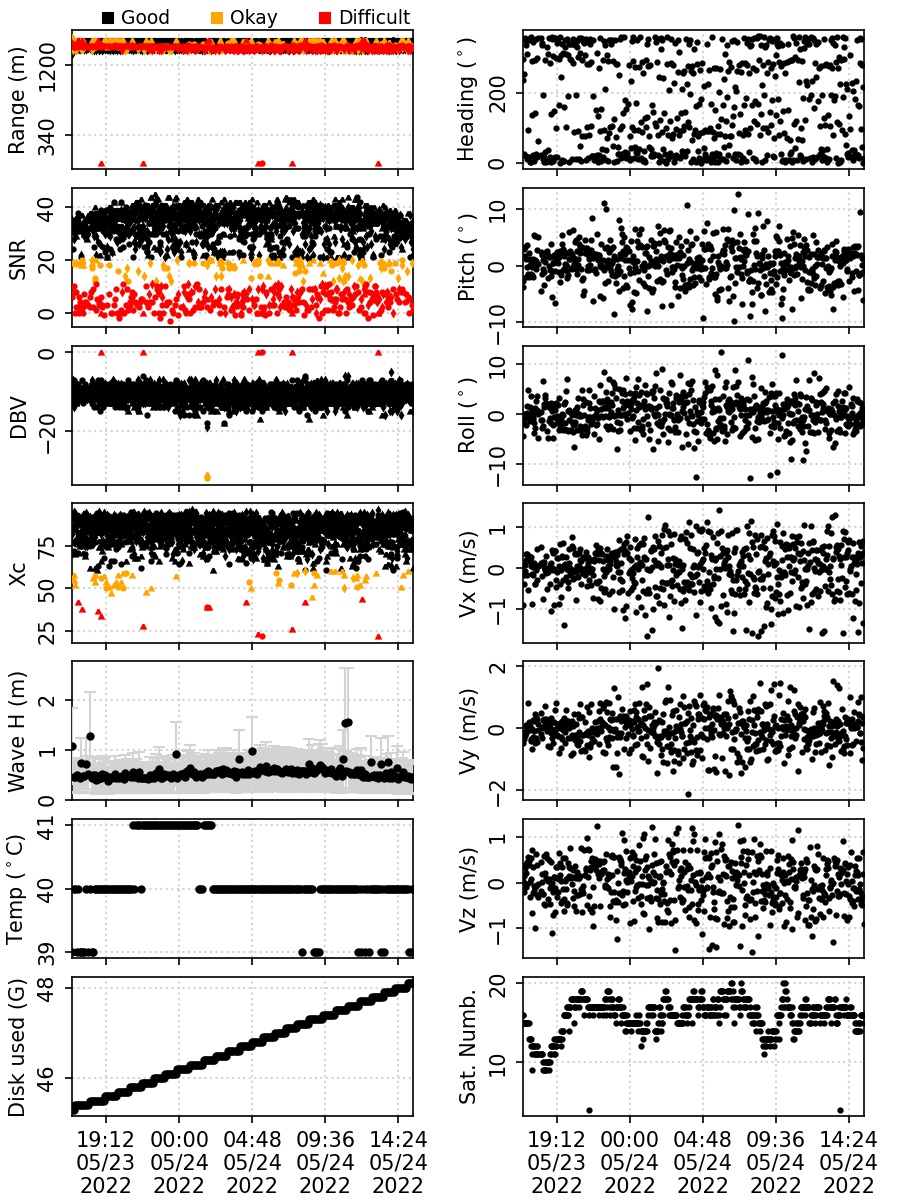 Good Okay Difficult
Range (m)
1200
340
Heading (°)
200
0
SNR
40
20
0
Pitch (°)
10
0
−10
DBV
0
−20
Roll (°)
10
0
−10
Xc
75
50
25
Vx (m/s)
1
0
−1
Wave H (m)
2
1
0
Vy (m/s)
2
0
−2
Temp (°C)
41
40
39
Vz (m/s)
1
0
−1
Disk used (G)
48
46
Sat. Numb.
20
10
19:12 00:00 04:48 09:36 14:24
05/23 05/24 05/24 05/24 05/24
2022 2022 2022 2022 2022
19:12 00:00 04:48 09:36 14:24
05/23 05/24 05/24 05/24 05/24
2022 2022 2022 2022 2022